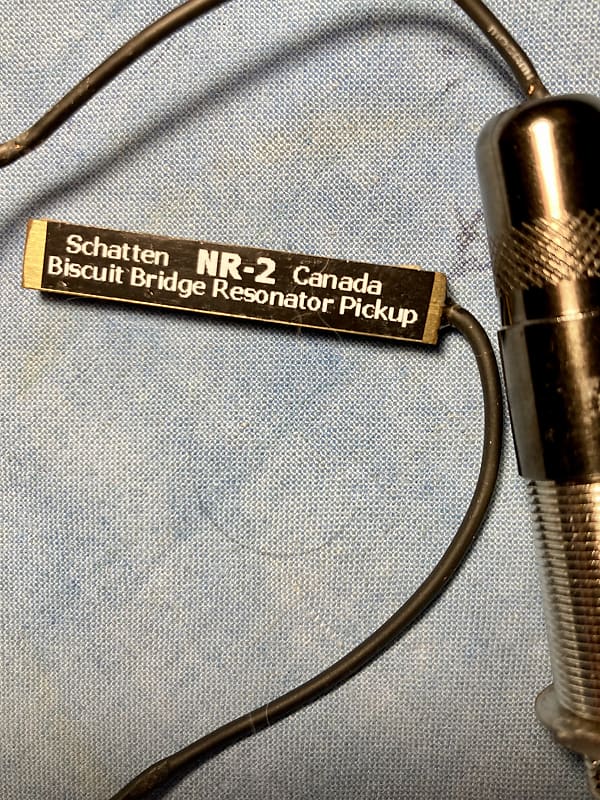 Schatten NR-2 Canada
Biscuit Bridge Resonator Pickup